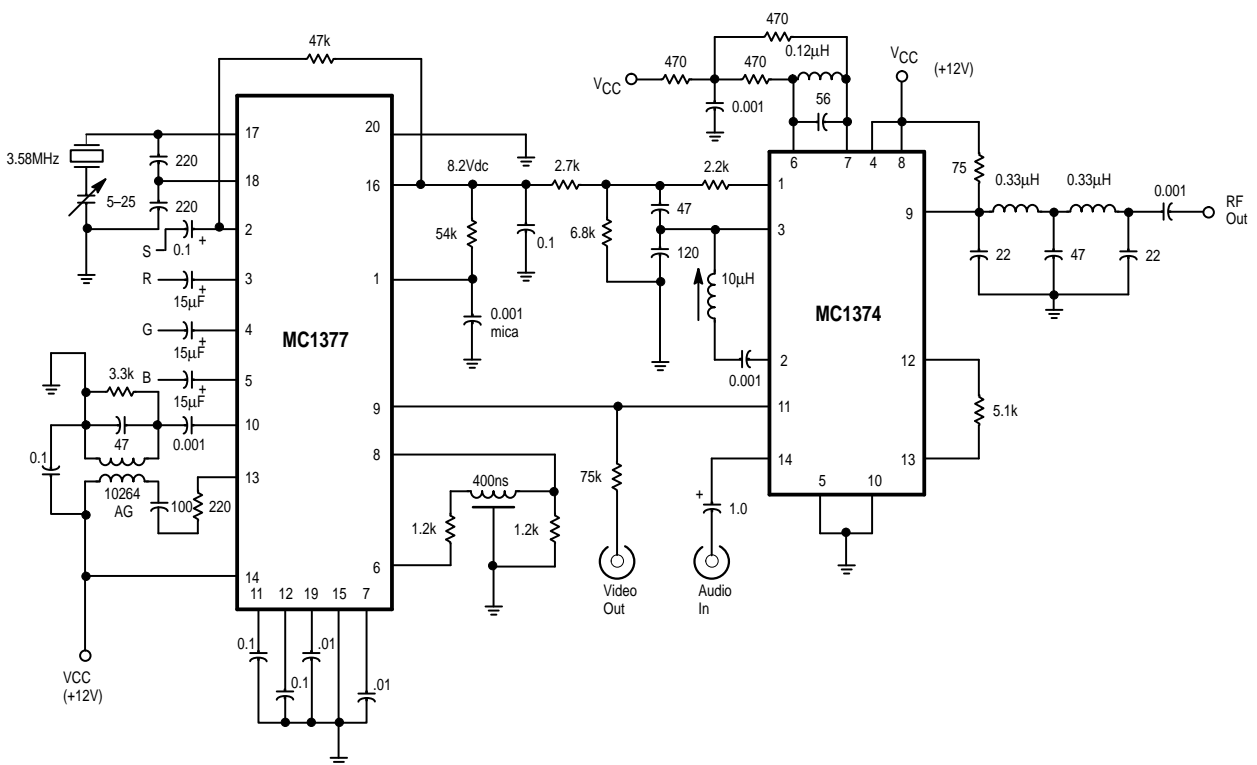 470
47k
0.12µH
VCC
(+12V)
470
470
VCC
0.001
56
17
20
6
7
4
8
3.58MHz
220
8.2Vdc
2.7k
2.2k
75
0.33µH
0.33µH
0.001
18
16
1
5–25
220
9
RF
Out
47
54k
0.1
6.8k
2
3
S
0.1
+
120
22
47
22
R
3
1
10µH
15µF
+
0.001
mica
MC1374
G
4
MC1377
15µF
+
2
12
3.3k
B
5
0.001
15µF
+
9
11
5.1k
10
47
0.001
8
14
13
0.1
13
75k
400ns
5
10
10264
AG
100
220
+
1.0
1.2k
1.2k
6
14
Video
Out
Audio
In
11
12
19
15
7
0.1
.01
VCC
(+12V)
0.1
.01